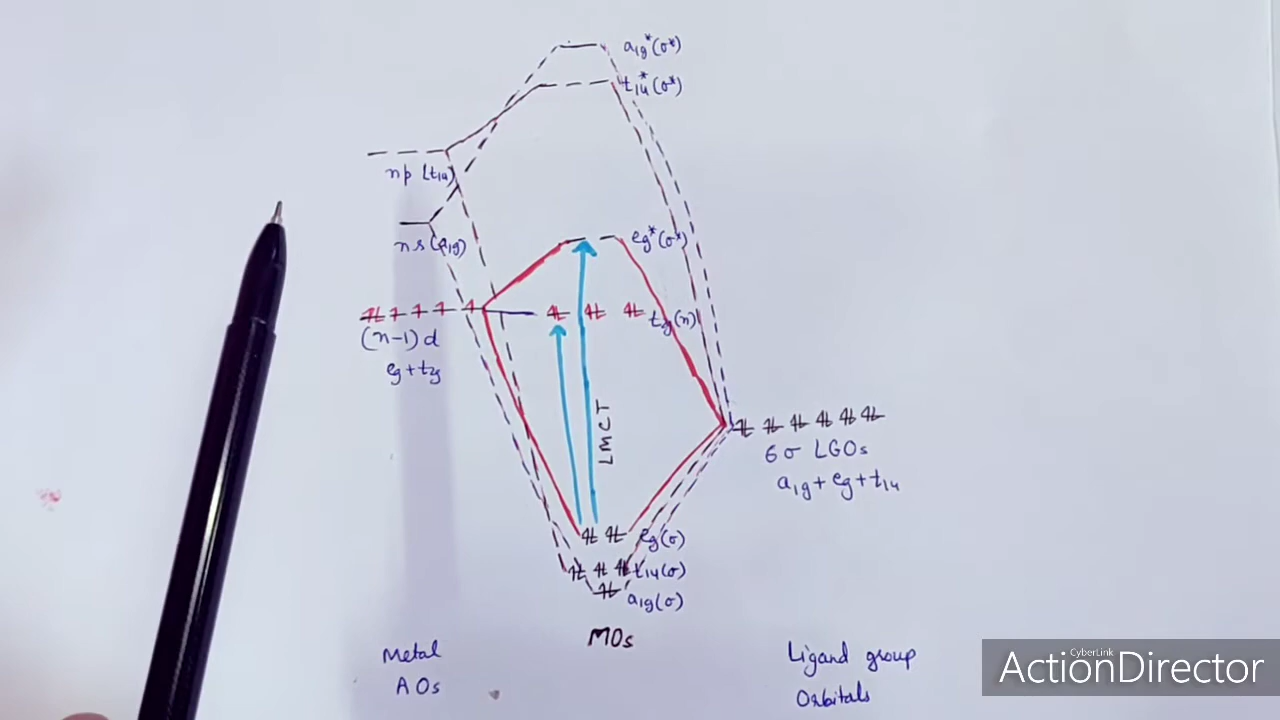 a₁g*(σ*)
t₁u*(σ*)
np (t₁u)
ns(a₁g)
eg*(σ*)
t₂g(n)
(n-1)d
eg+t₂g
LMCT
6σ LGOs
a₁g+eg+t₁u
eg(σ)
t₁u(σ)
a₁g(σ)
MOs
Metal
AOs
Ligand group
Orbitals
CyberLink
ActionDirector